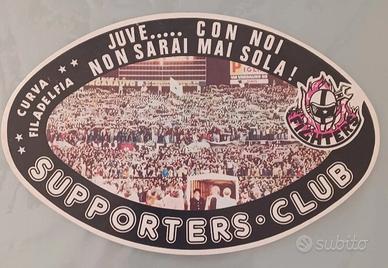 JUVE..... CON NOI
NON SARAI MAI SOLA!
CURVA
FILADELFIA
FIGHTERS
SUPPORTERS·CLUB
subito